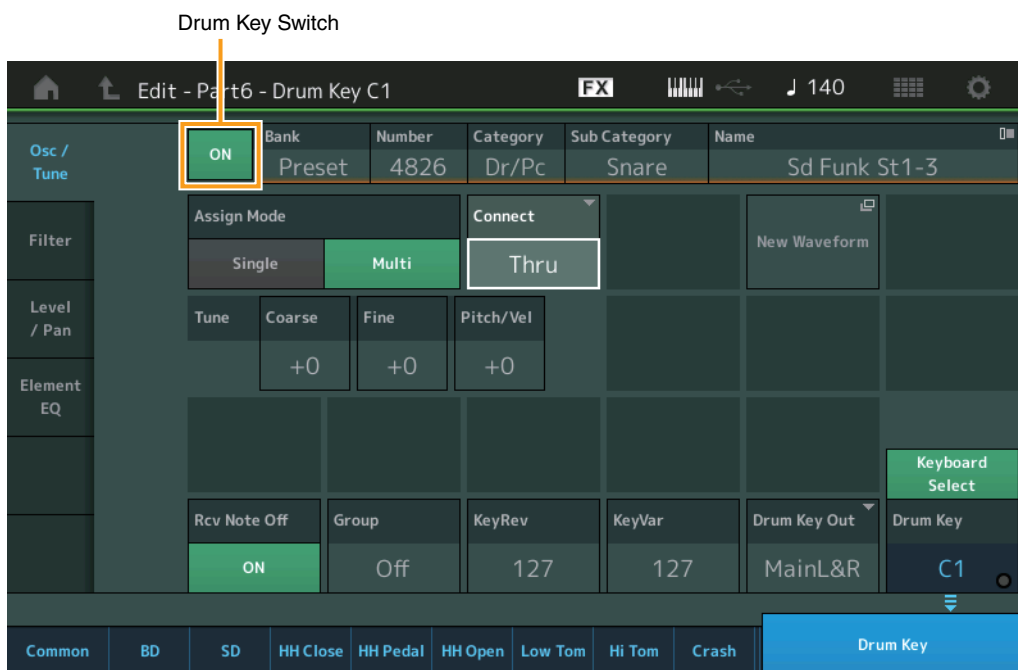 Drum Key Switch
Edit - Part6 - Drum Key C1
FX
♩ 140
Osc /
Tune
Filter
Level
/ Pan
Element
EQ
ON
Bank
Preset
Number
4826
Category
Dr/Pc
Sub Category
Snare
Name
Sd Funk St1-3
Assign Mode
Single
Multi
Connect
Thru
New Waveform
Tune
Coarse
+0
Fine
+0
Pitch/Vel
+0
Keyboard
Select
Rcv Note Off
ON
Group
Off
KeyRev
127
KeyVar
127
Drum Key Out
MainL&R
Drum Key
C1
Common
BD
SD
HH Close
HH Pedal
HH Open
Low Tom
Hi Tom
Crash
Drum Key